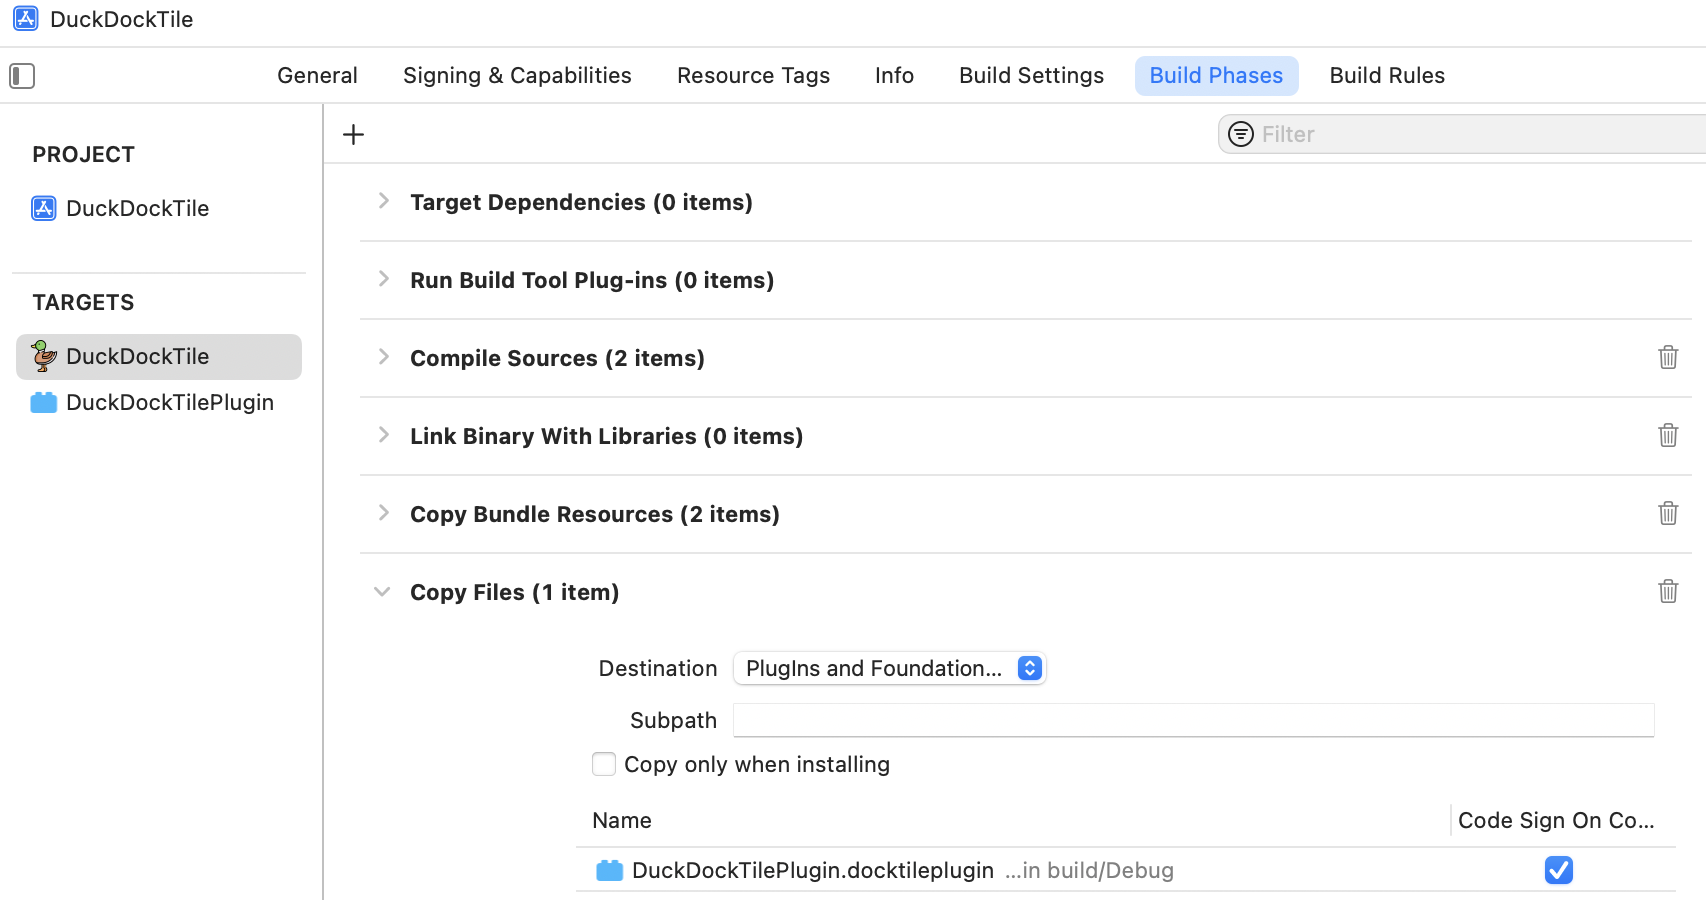 DuckDockTile
General Signing & Capabilities Resource Tags Info Build Settings Build Phases Build Rules
PROJECT
DuckDockTile
TARGETS
DuckDockTile
DuckDockTilePlugin
Filter
Target Dependencies (0 items)
Run Build Tool Plug-ins (0 items)
Compile Sources (2 items)
Link Binary With Libraries (0 items)
Copy Bundle Resources (2 items)
Copy Files (1 item)
Destination PlugIns and Foundation...
Subpath
Copy only when installing
Name Code Sign On Co...
DuckDockTilePlugin.docktileplugin ...in build/Debug